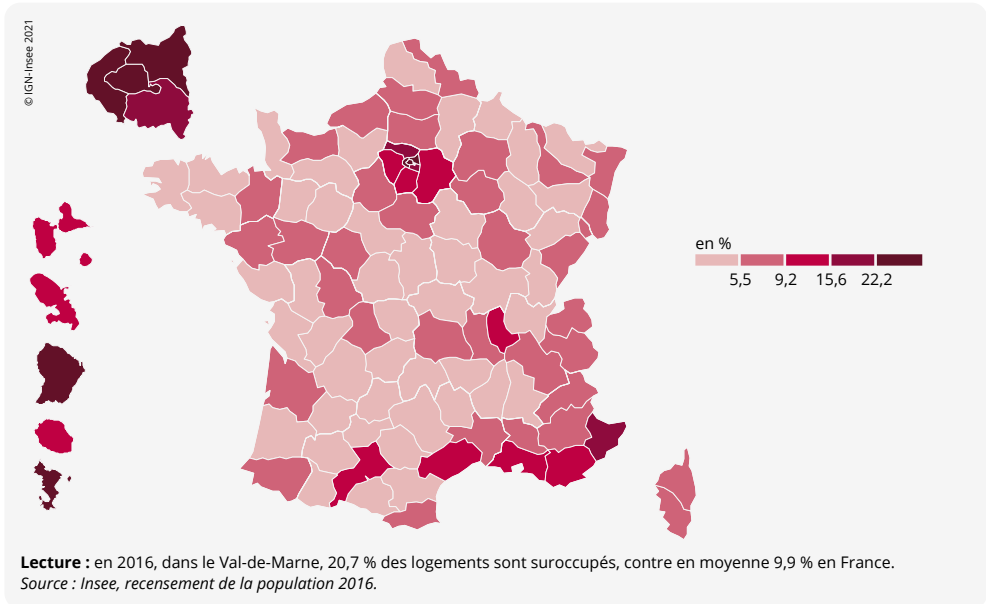 © IGN-Insee 2021
en %
5,5 9,2 15,6 22,2
Lecture : en 2016, dans le Val-de-Marne, 20,7 % des logements sont suroccupés, contre en moyenne 9,9 % en France.
Source : Insee, recensement de la population 2016.